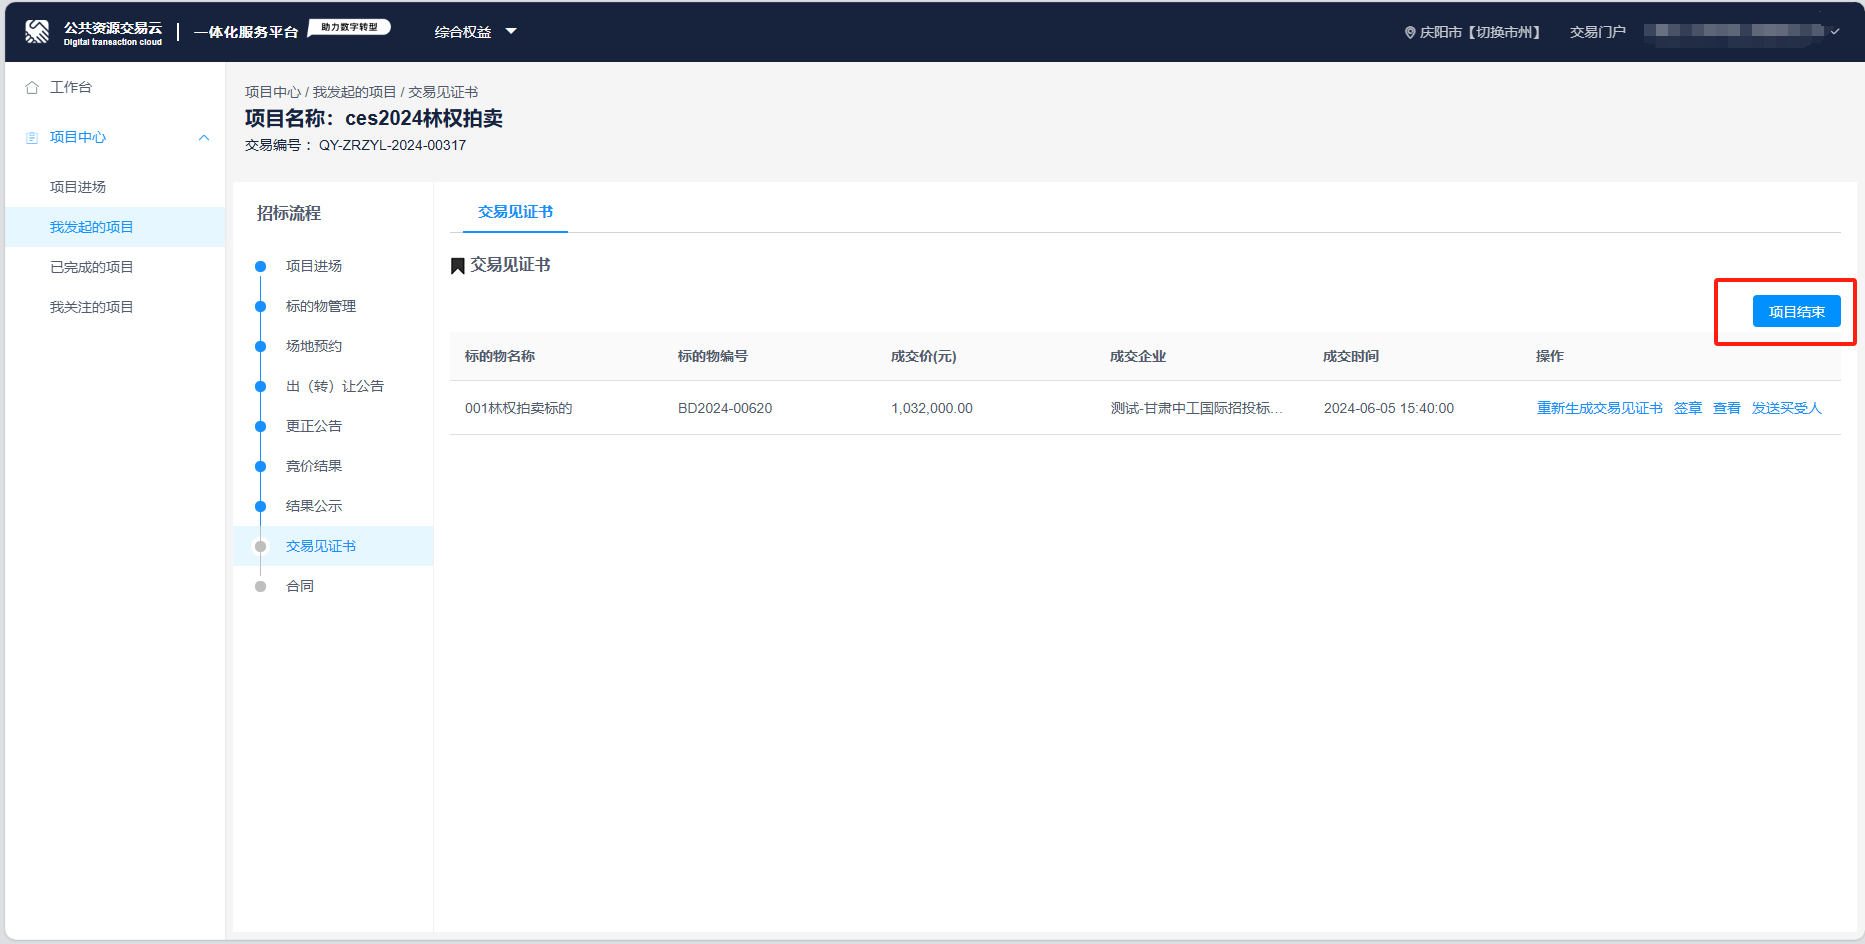 公共资源交易云
Digital transaction cloud
一体化服务平台
助力数字转型
综合权益
庆阳市【切换市州】
交易门户
工作台
项目中心
项目进场
我发起的项目
已完成的项目
我关注的项目
项目中心 / 我发起的项目 / 交易见证书
项目名称：ces2024林权拍卖
交易编号： QY-ZRZYL-2024-00317
招标流程
项目进场
标的物管理
场地预约
出（转）让公告
更正公告
竟价结果
结果公示
交易见证书
合同
交易见证书
交易见证书
项目结束
标的物名称 标的物编号 成交价(元) 成交企业 成交时间 操作
001林权拍卖标的 BD2024-00620 1,032,000.00 测试-甘肃中工国际招投标... 2024-06-05 15:40:00 重新生成交易见证书 签章 查看 发送买受人